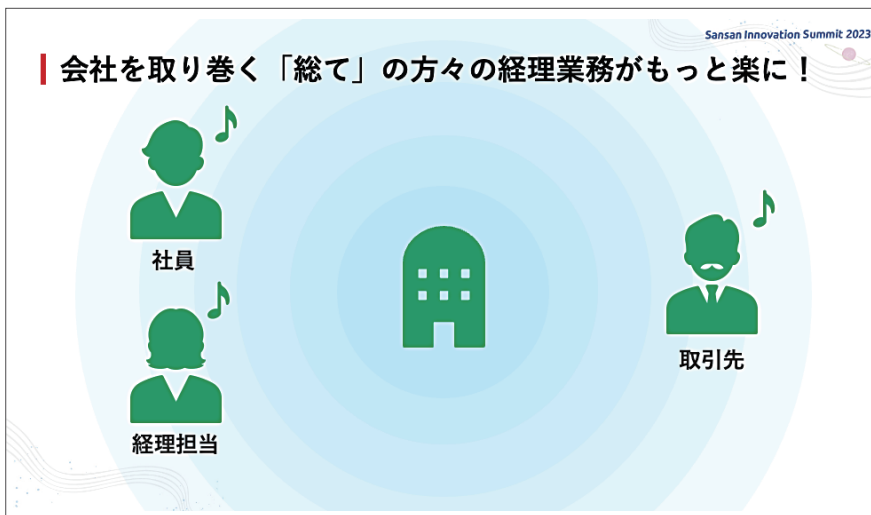 Sansan Innovation Summit 2023
会社を取り巻く「総て」の方々の経理業務がもっと楽に！
社員
取引先
経理担当